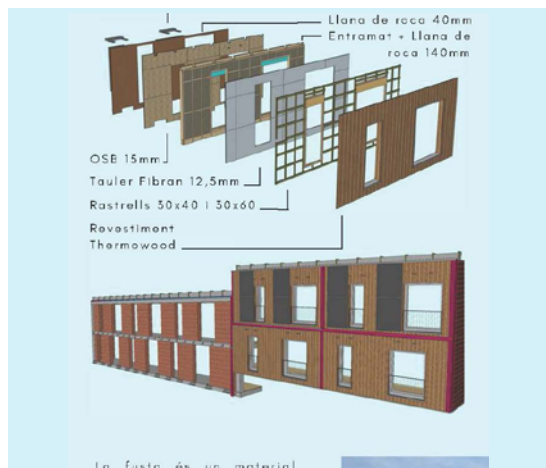 Llana de roca 40mm
Entramat + Llana de
roca 140mm
OSB 15mm
Tauler Fibran 12,5mm
Rastrells 30x40 i 30x60
Revestiment
Thermowood
La fusta és un material